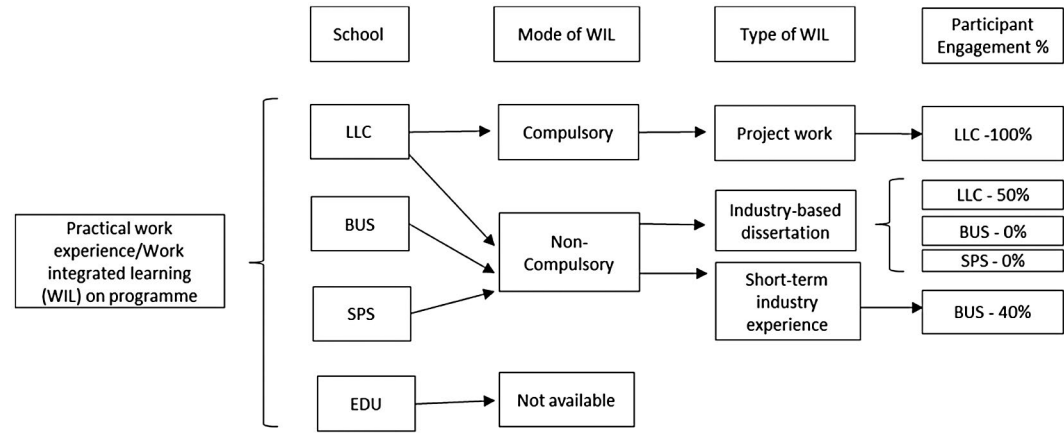 School
Mode of WIL
Type of WIL
Participant
Engagement %
LLC
Compulsory
Project work
LLC -100%
Practical work
experience/Work
integrated learning
(WIL) on programme
BUS
SPS
Non-
Compulsory
Industry-based
dissertation
LLC - 50%
BUS - 0%
SPS - 0%
Short-term
industry
experience
BUS - 40%
EDU
Not available